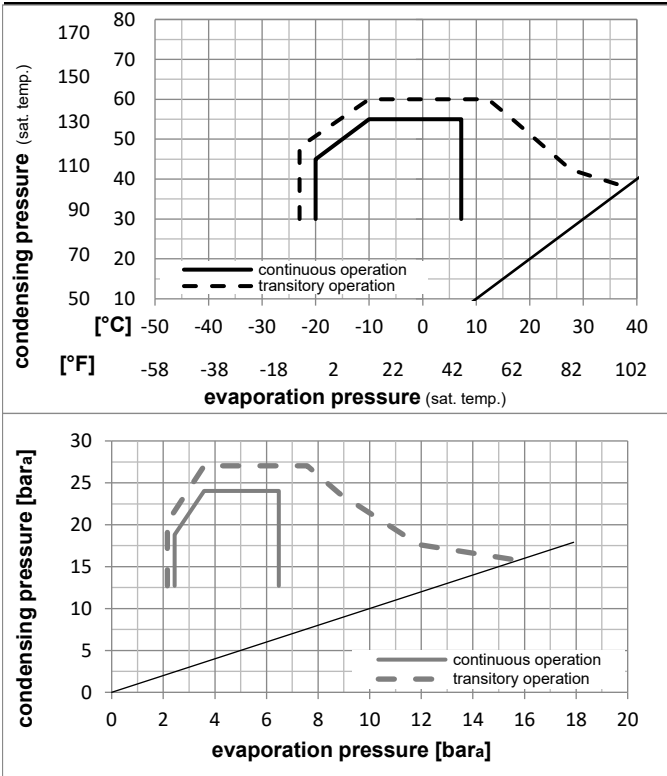 condensing pressure (sat. temp.)
170 80
70
150 60
130 50
110 40
90 30
20
50 10
continuous operation
transitory operation
[°C] -50 -40 -30 -20 -10 0 10 20 30 40
[°F] -58 -38 -18 2 22 42 62 82 102
evaporation pressure (sat. temp.)
condensing pressure [bara]
30
25
20
15
10
5
0
continuous operation
transitory operation
0 2 4 6 8 10 12 14 16 18 20
evaporation pressure [bara]